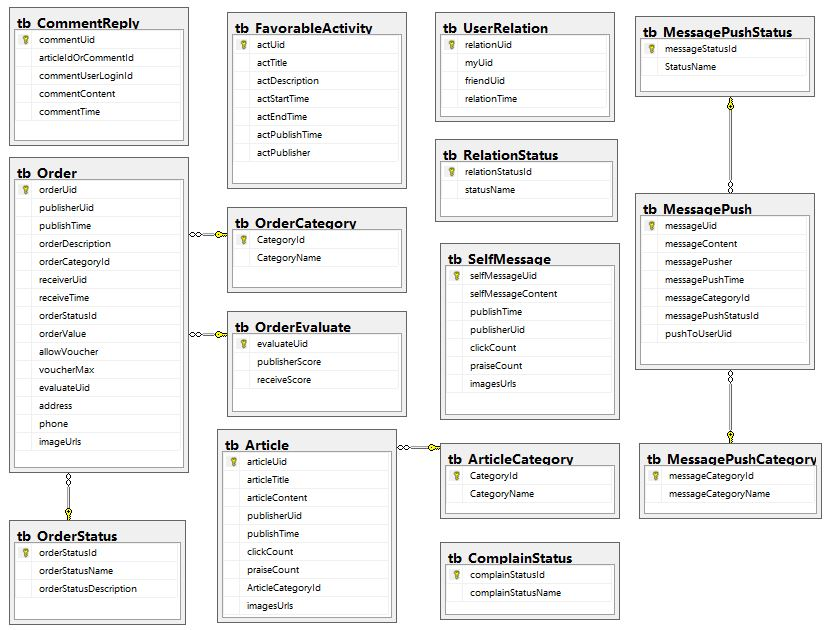 tb_CommentReply
commentUid
articleIdOrCommentId
commentUserLoginId
commentContent
commentTime
tb_FavorableActivity
actUid
actTitle
actDescription
actStartTime
actEndTime
actPublishTime
actPublisher
tb_UserRelation
relationUid
myUid
friendUid
relationTime
tb_MessagePushStatus
messageStatusId
StatusName
tb_RelationStatus
relationStatusId
statusName
tb_Order
orderUid
publisherUid
publishTime
orderDescription
orderCategoryId
receiverUid
receiveTime
orderStatusId
orderValue
allowVoucher
voucherMax
evaluateUid
address
phone
imageUrls
tb_OrderCategory
CategoryId
CategoryName
tb_OrderEvaluate
evaluateUid
publisherScore
receiveScore
tb_SelfMessage
selfMessageUid
selfMessageContent
publishTime
publisherUid
clickCount
praiseCount
imagesUrls
tb_MessagePush
messageUid
messageContent
messagePusher
messagePushTime
messageCategoryId
messagePushStatusId
pushToUserUid
tb_Article
articleUid
articleTitle
articleContent
publisherUid
publishTime
clickCount
praiseCount
ArticleCategoryId
imagesUrls
tb_ArticleCategory
CategoryId
CategoryName
tb_MessagePushCategory
messageCategoryId
messageCategoryName
tb_OrderStatus
orderStatusId
orderStatusName
orderStatusDescription
tb_ComplainStatus
complainStatusId
complainStatusName